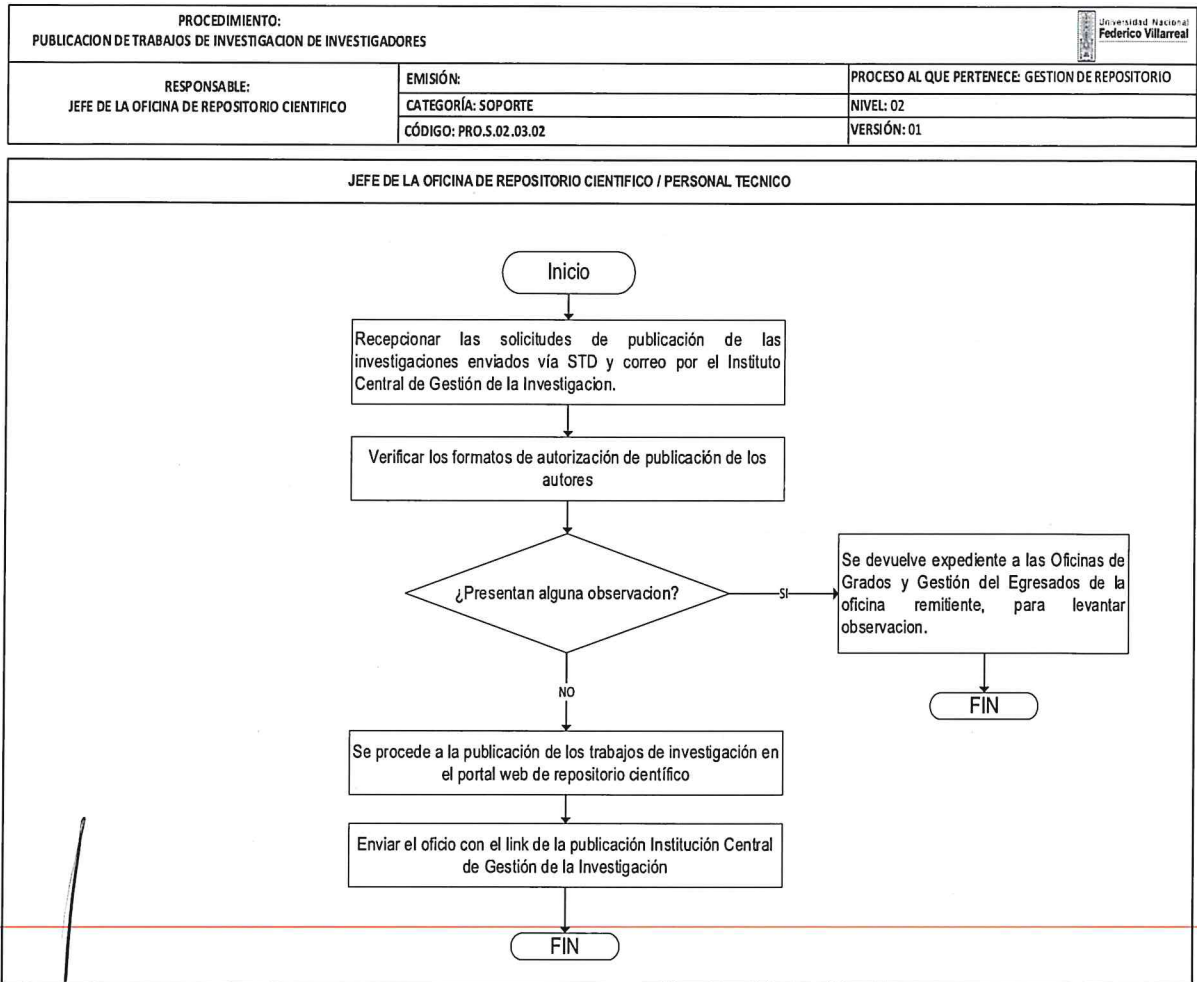 PROCEDIMIENTO:
PUBLICACION DE TRABAJOS DE INVESTIGACION DE INVESTIGADORES
Universidad Nacional
Federico Villarreal
RESPONSABLE:
JEFE DE LA OFICINA DE REPOSITORIO CIENTIFICO
EMISIÓN:
PROCESO AL QUE PERTENECE: GESTION DE REPOSITORIO
CATEGORÍA: SOPORTE
NIVEL: 02
CÓDIGO: PRO.S.02.03.02
VERSIÓN: 01
JEFE DE LA OFICINA DE REPOSITORIO CIENTIFICO / PERSONAL TECNICO
Inicio
Recepcionar las solicitudes de publicación de las
investigaciones enviados vía STD y correo por el Instituto
Central de Gestión de la Investigacion.
Verificar los formatos de autorización de publicación de los
autores
¿Presentan alguna observacion?
SI
Se devuelve expediente a las Oficinas de
Grados y Gestión del Egresados de la
oficina remitiente, para levantar
observacion.
FIN
NO
Se procede a la publicación de los trabajos de investigación en
el portal web de repositorio científico
Enviar el oficio con el link de la publicación Institución Central
de Gestión de la Investigación
FIN